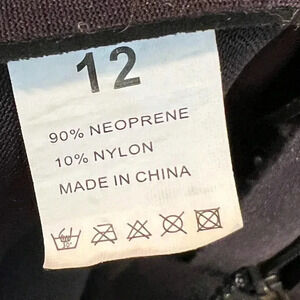 12
90% NEOPRENE
10% NYLON
MADE IN CHINA